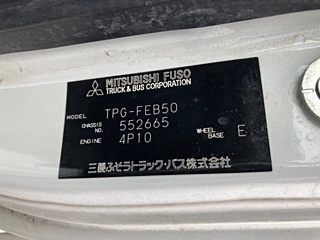 MITSUBISHI FUSO
TRUCK & BUS CORPORATION
MODEL TPG-FEB50
CHASSIS NO. 552665
ENGINE 4P10 WHEEL BASE E
三菱ふそうトラック・バス株式会社